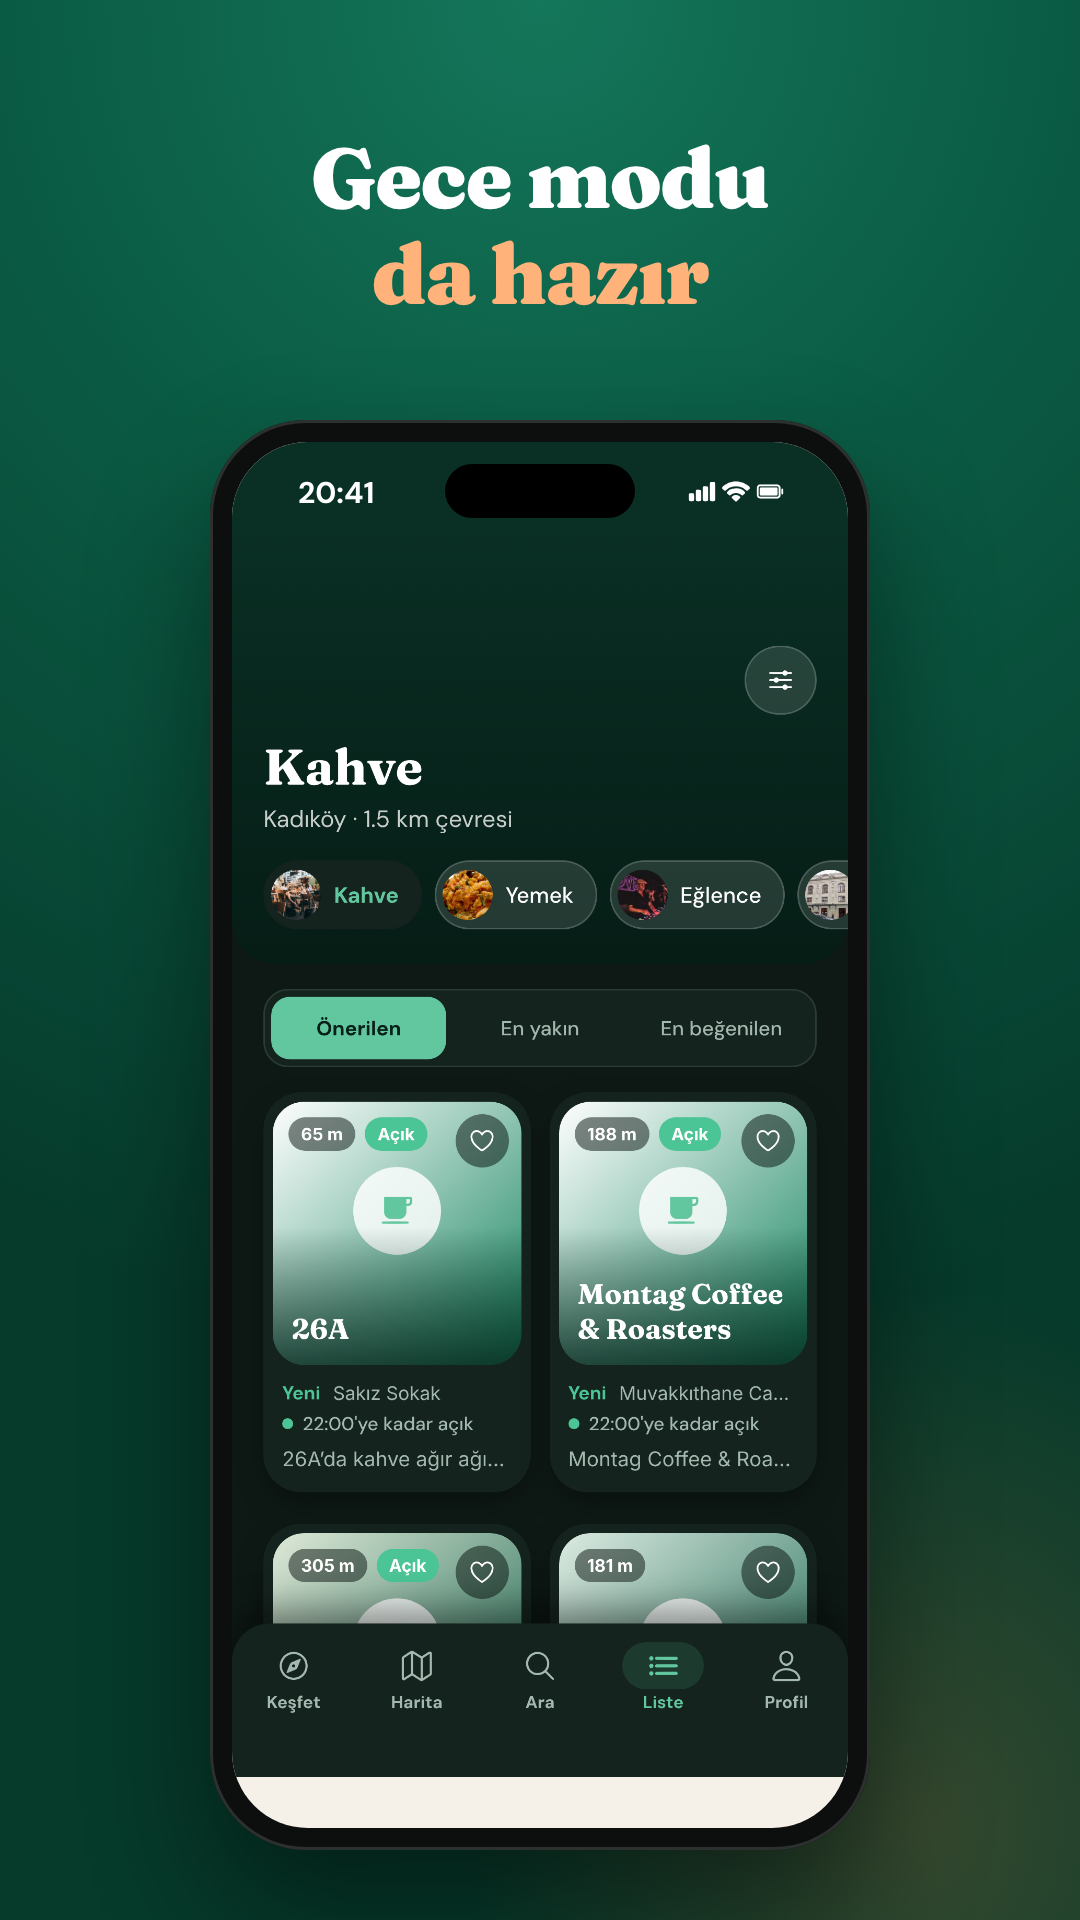 Gece modu
da hazır
20:41
Kahve
Kadıköy · 1.5 km çevresi
Kahve
Yemek
Eğlence
Önerilen
En yakın
En beğenilen
65 m
Açık
188 m
Açık
26A
Montag Coffee
& Roasters
Yeni Sakız Sokak
22:00'ye kadar açık
26A’da kahve ağır ağı...
Yeni Muvakkıthane Ca...
22:00'ye kadar açık
Montag Coffee & Roa...
305 m
Açık
181 m
Keşfet
Harita
Ara
Liste
Profil